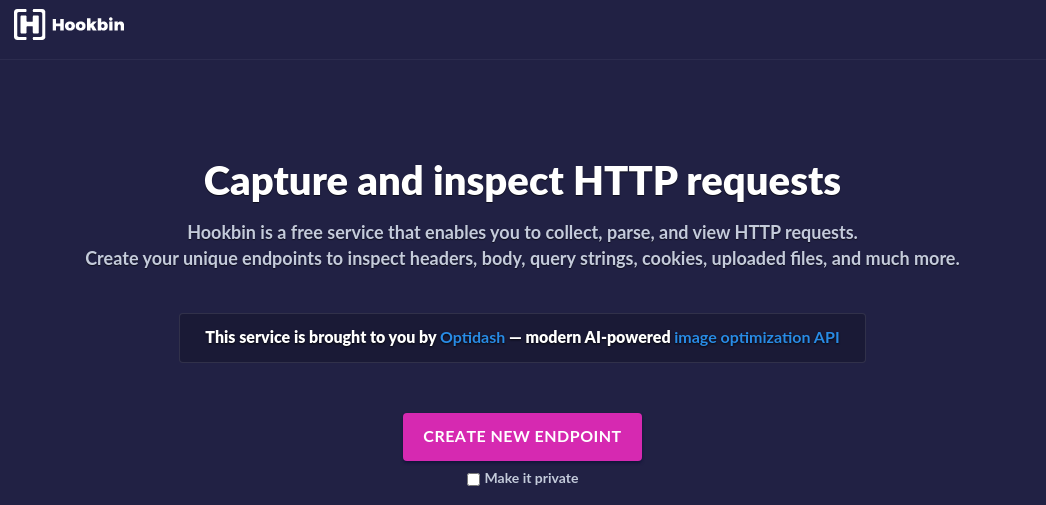 Hookbin
Capture and inspect HTTP requests
Hookbin is a free service that enables you to collect, parse, and view HTTP requests.
Create your unique endpoints to inspect headers, body, query strings, cookies, uploaded files, and much more.
This service is brought to you by Optidash — modern AI-powered image optimization API
CREATE NEW ENDPOINT
Make it private